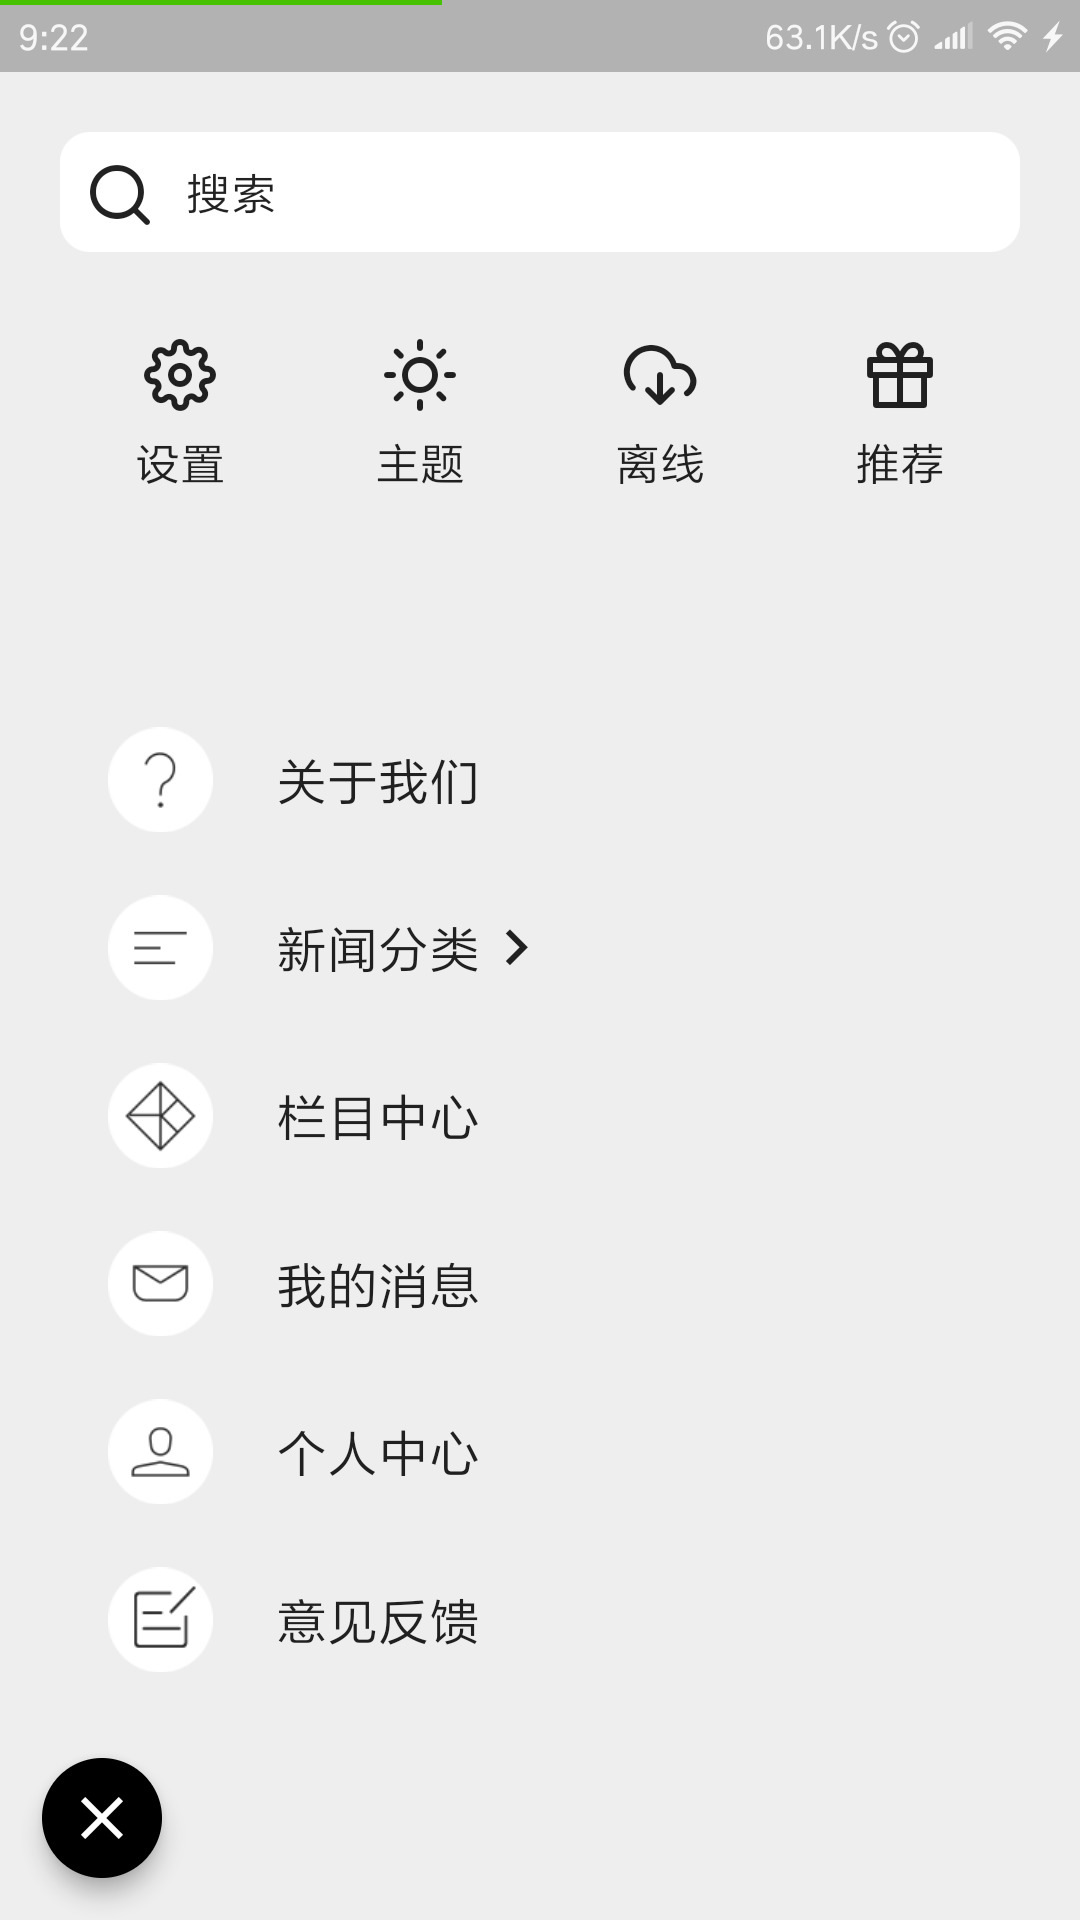 9:22 63.1K/s
搜索
设置 主题 离线 推荐
关于我们
新闻分类
栏目中心
我的消息
个人中心
意见反馈